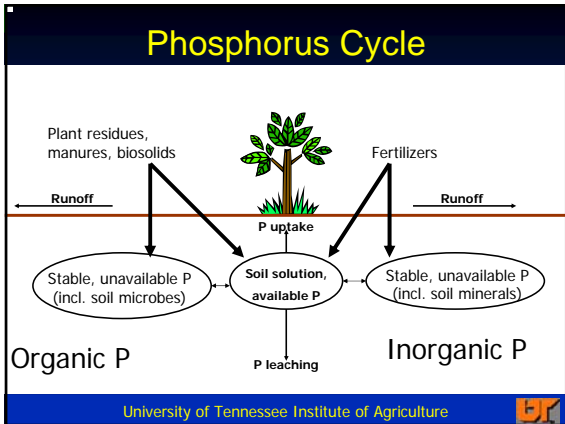 Phosphorus Cycle
Plant residues,
manures, biosolids
Fertilizers
Runoff
Runoff
P uptake
Stable, unavailable P
(incl. soil microbes)
Soil solution,
available P
Stable, unavailable P
(incl. soil minerals)
Organic P
P leaching
Inorganic P
University of Tennessee Institute of Agriculture
UT